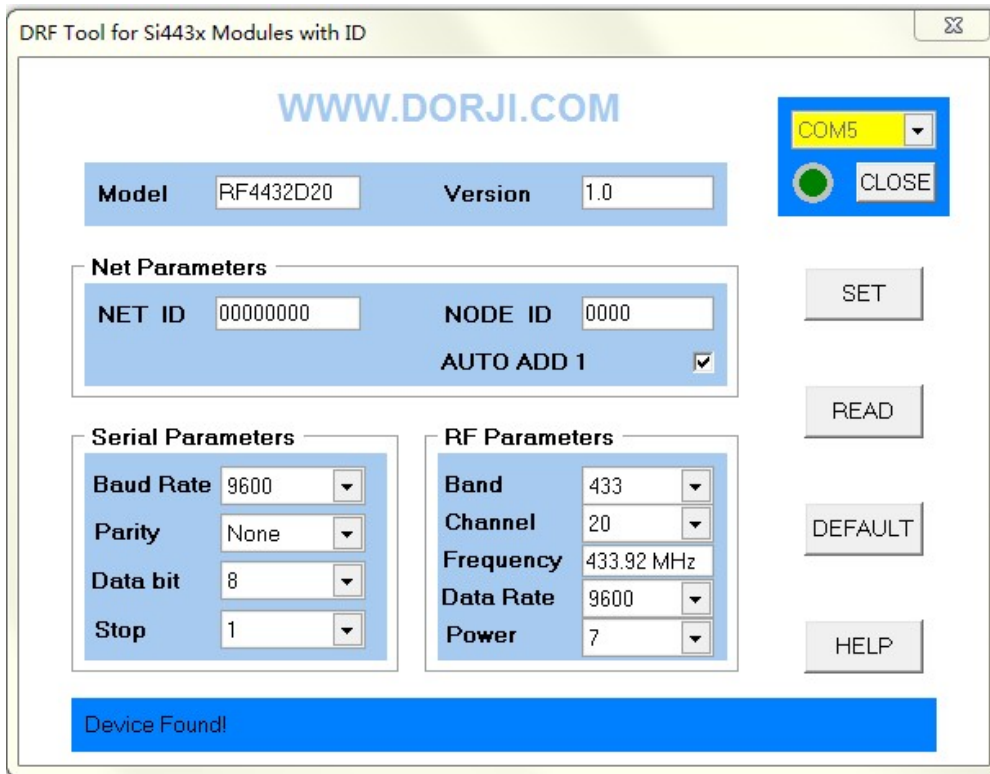 DRF Tool for Si443x Modules with ID
WWW.DORJI.COM
COM5
CLOSE
Model RF4432D20 Version 1.0
Net Parameters
NET ID 00000000 NODE ID 0000
AUTO ADD 1
SET
READ
DEFAULT
HELP
Serial Parameters
Baud Rate 9600
Parity None
Data bit 8
Stop 1
RF Parameters
Band 433
Channel 20
Frequency 433.92 MHz
Data Rate 9600
Power 7
Device Found!